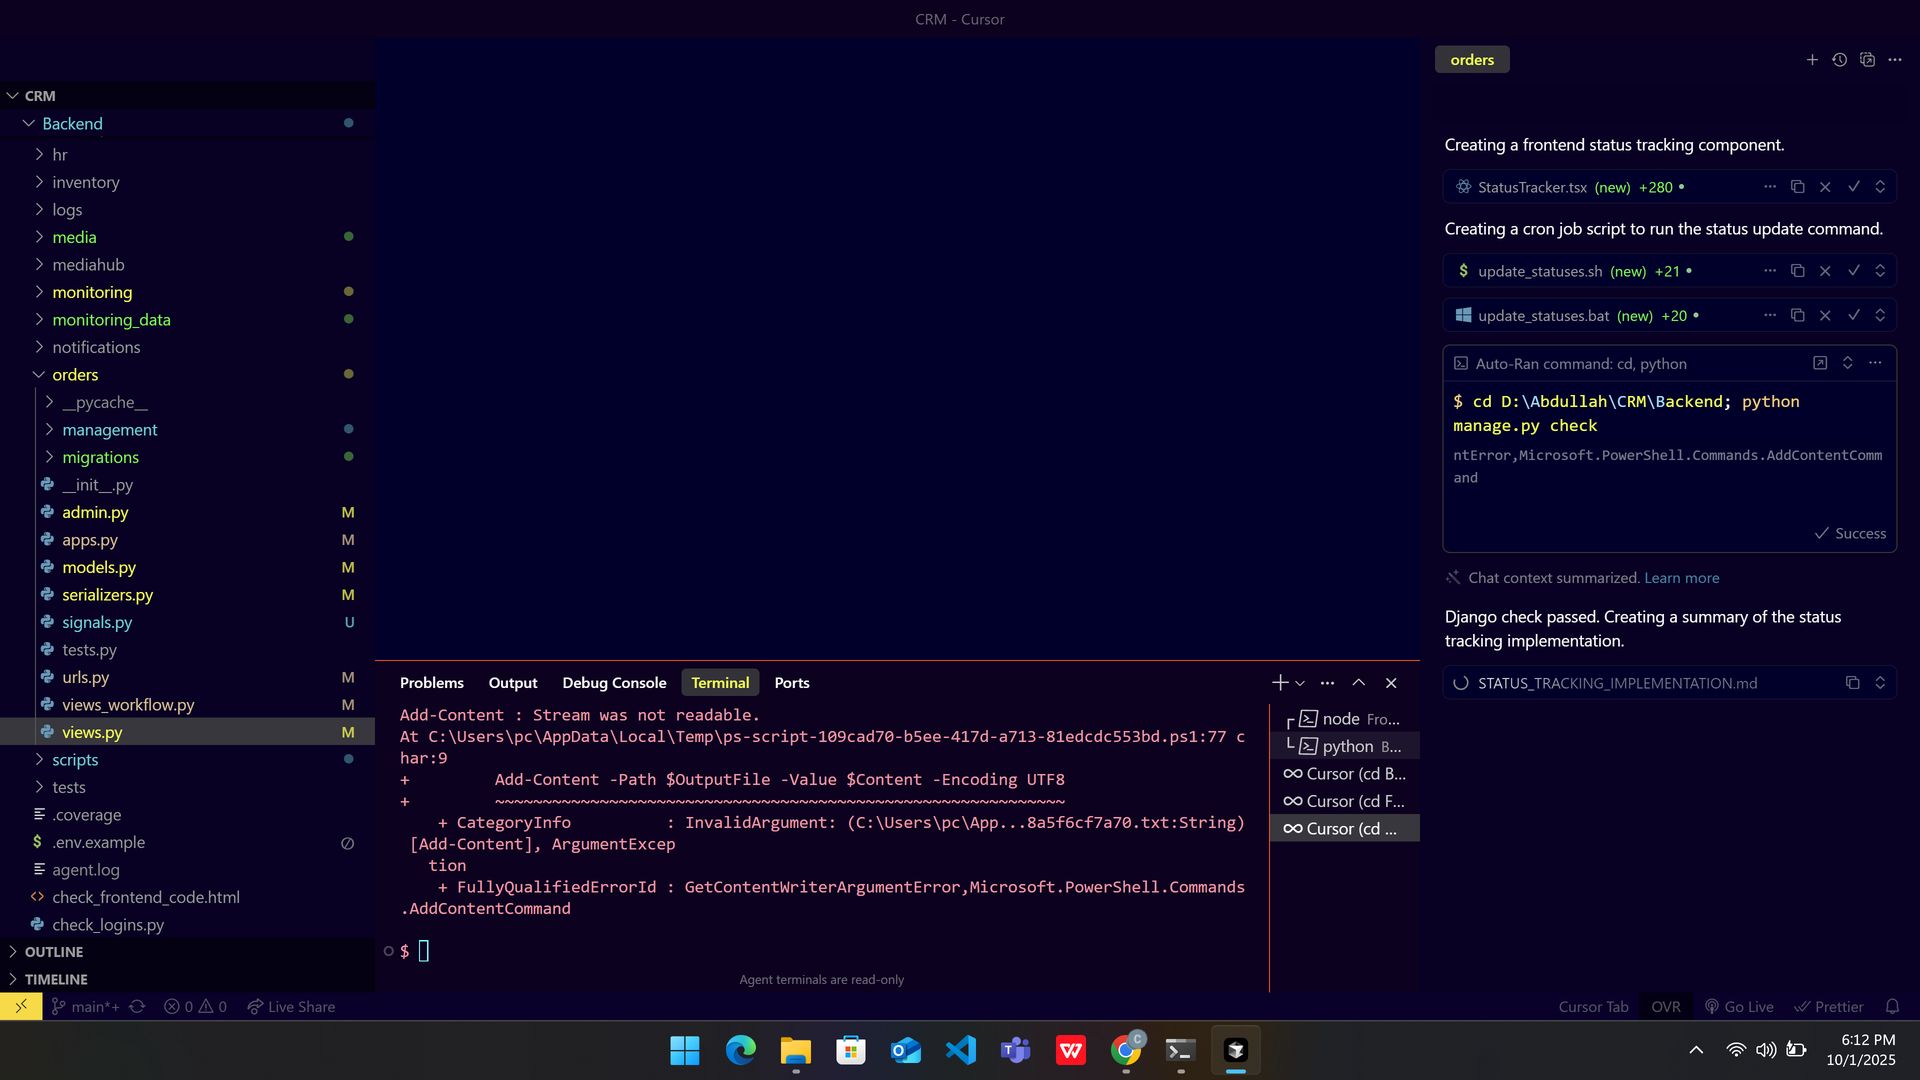 CRM - Cursor
CRM
Backend
hr
inventory
logs
media
mediahub
monitoring
monitoring_data
notifications
orders
__pycache__
management
migrations
__init__.py
admin.py M
apps.py M
models.py M
serializers.py M
signals.py U
tests.py
urls.py M
views_workflow.py M
views.py M
scripts
tests
.coverage
.env.example
agent.log
check_frontend_code.html
check_logins.py
OUTLINE
TIMELINE
Problems Output Debug Console Terminal Ports
Add-Content : Stream was not readable.
At C:\Users\pc\AppData\Local\Temp\ps-script-109cad70-b5ee-417d-a713-81edcdc553bd.ps1:77 c
har:9
+         Add-Content -Path $OutputFile -Value $Content -Encoding UTF8
+         ~~~~~~~~~~~~~~~~~~~~~~~~~~~~~~~~~~~~~~~~~~~~~~~~~~~~~~~~~~~~
    + CategoryInfo          : InvalidArgument: (C:\Users\pc\App...8a5f6cf7a70.txt:String)
 [Add-Content], ArgumentExcep
   tion
    + FullyQualifiedErrorId : GetContentWriterArgumentError,Microsoft.PowerShell.Commands
.AddContentCommand
$
Agent terminals are read-only
node Fro...
python B...
Cursor (cd B...
Cursor (cd F...
Cursor (cd ...
orders
Creating a frontend status tracking component.
StatusTracker.tsx (new) +280 •
Creating a cron job script to run the status update command.
$ update_statuses.sh (new) +21 •
update_statuses.bat (new) +20 •
Auto-Ran command: cd, python
$ cd D:\Abdullah\CRM\Backend; python
manage.py check
ntError,Microsoft.PowerShell.Commands.AddContentComm
and
Success
Chat context summarized. Learn more
Django check passed. Creating a summary of the status
tracking implementation.
STATUS_TRACKING_IMPLEMENTATION.md
main*+ 0 0 Live Share
Cursor Tab OVR Go Live Prettier
6:12 PM
10/1/2025